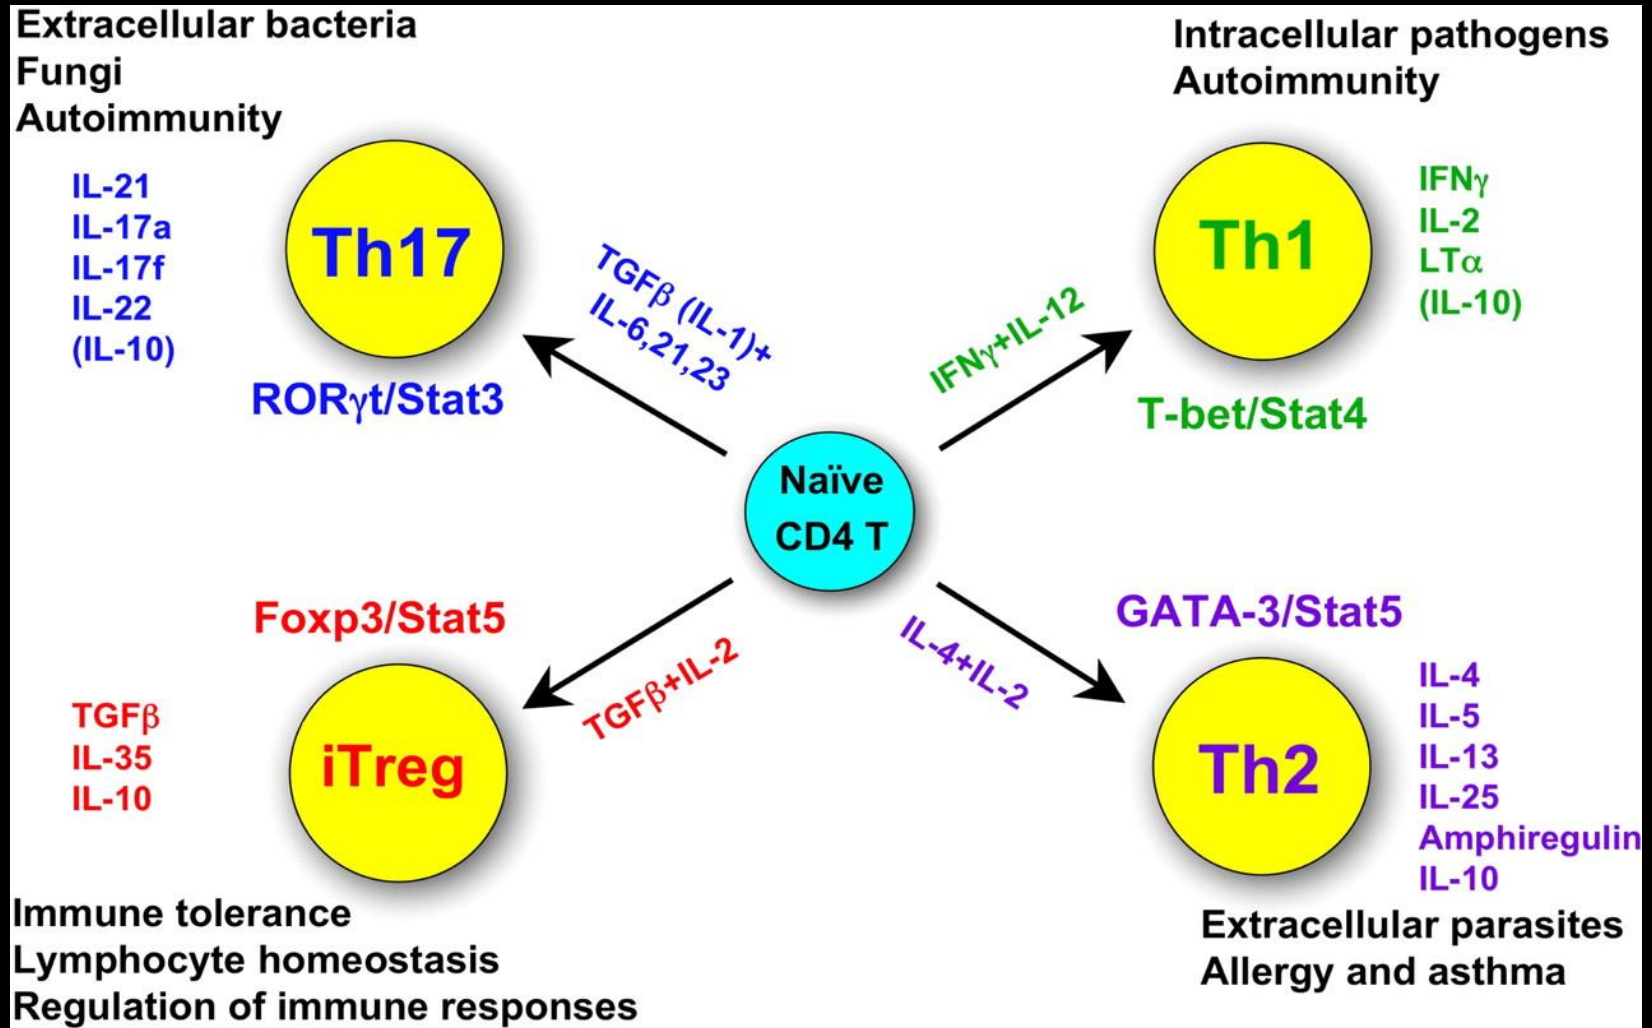 Extracellular bacteria
Fungi
Autoimmunity
IL-21
IL-17a
IL-17f
IL-22
(IL-10)
Th17
RORγt/Stat3
TGFβ (IL-1)+
IL-6,21,23
Intracellular pathogens
Autoimmunity
IFNγ+IL-12
Th1
T-bet/Stat4
IFNγ
IL-2
LTα
(IL-10)
Naïve
CD4 T
Foxp3/Stat5
TGFβ+IL-2
TGFβ
IL-35
IL-10
iTreg
Immune tolerance
Lymphocyte homeostasis
Regulation of immune responses
GATA-3/Stat5
IL-4+IL-2
Th2
IL-4
IL-5
IL-13
IL-25
Amphiregulin
IL-10
Extracellular parasites
Allergy and asthma